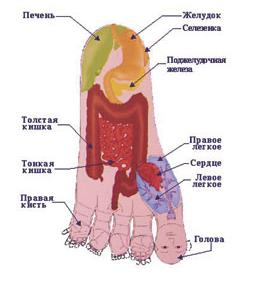 Печень
Желудок
Селезенка
Поджелудочная
железа
Толстая
кишка
Правое
легкое
Сердце
Тонкая
кишка
Левое
легкое
Правая
кисть
Голова